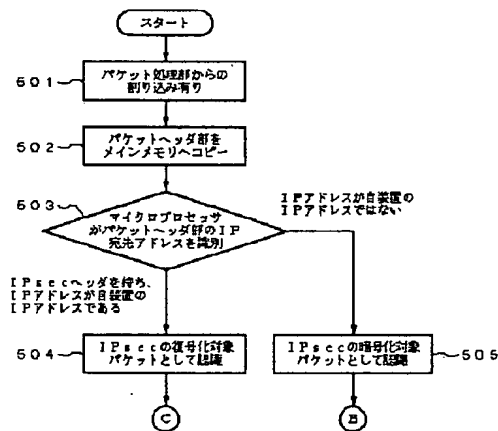 スタート
501
パケット処理部からの
割り込み有り
502
パケットヘッダ部を
メインメモリへコピー
503
マイクロプロセッサ
がパケットヘッダ部のIP
宛先アドレスを識別
IPアドレスが自装置の
IPアドレスではない
IPsecヘッダを持ち、
IPアドレスが自装置の
IPアドレスである
504
IPsecの復号化対象
パケットとして認識
IPsecの暗号化対象
パケットとして認識
505
C
B